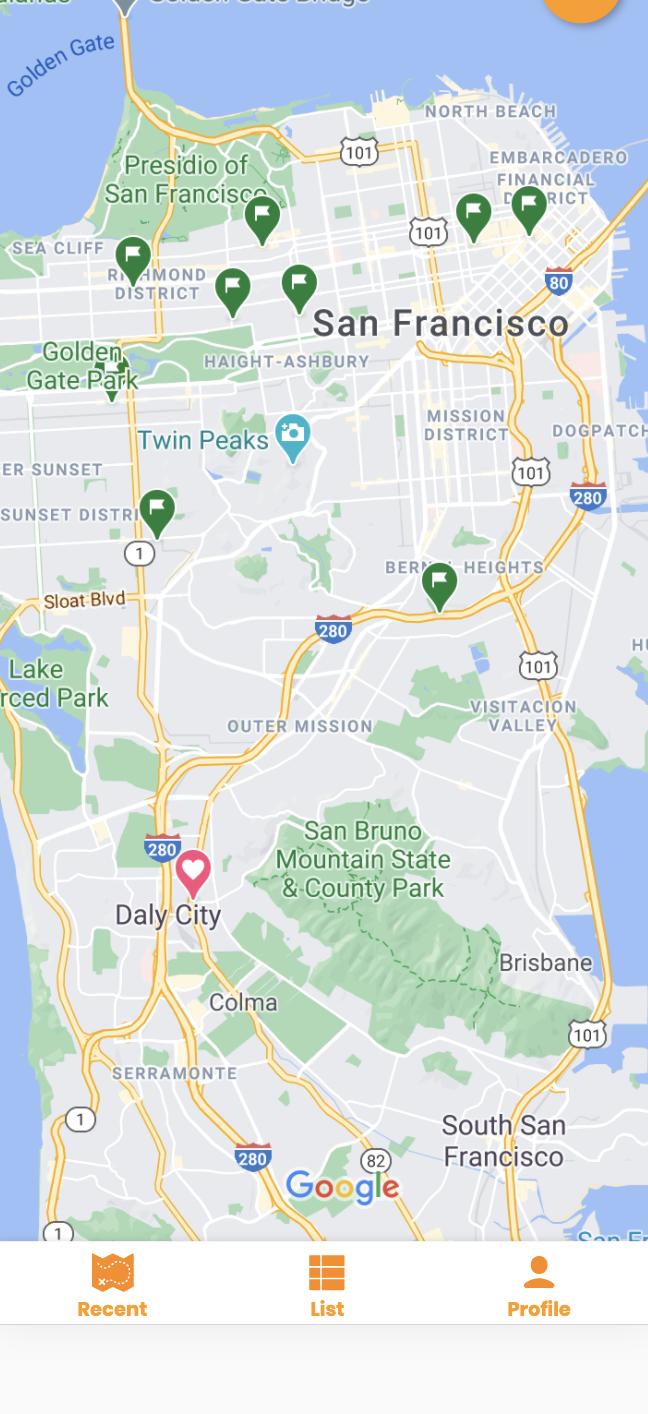 Golden Gate
Golden Gate Bridge
101
NORTH BEACH
Presidio of
San Francisco
EMBARCADERO
FINANCIAL
DISTRICT
101
SEA CLIFF
RICHMOND
DISTRICT
80
San Francisco
Golden
Gate Park
HAIGHT-ASHBURY
Twin Peaks
MISSION
DISTRICT
DOGPATCH
ER SUNSET
101
280
SUNSET DISTRI
1
BERNAL HEIGHTS
Sloat Blvd
280
101
Lake
rced Park
HU
OUTER MISSION
VISITACION
VALLEY
San Bruno
Mountain State
& County Park
280
Daly City
Brisbane
Colma
101
SERRAMONTE
1
South San
Francisco
280
82
Google
1
San Fr
Recent
List
Profile